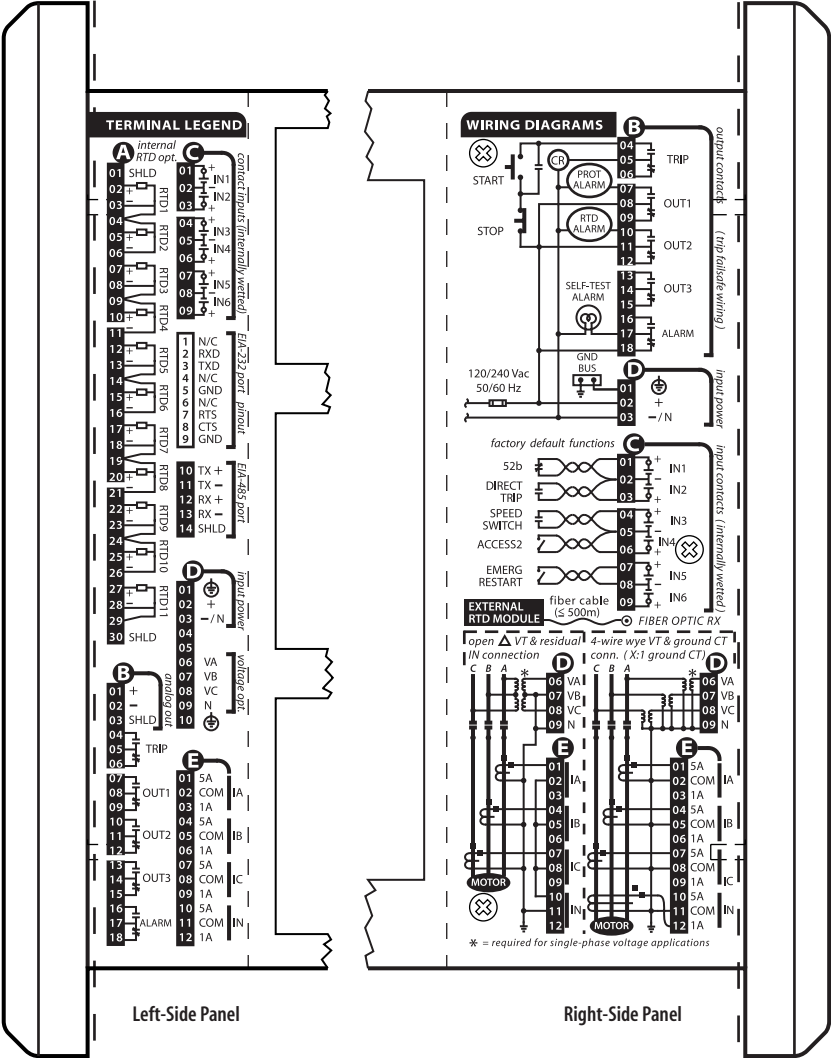 TERMINAL LEGEND
A
internal
RTD opt.
01 SHLD
02 +
03 −
04
05 +
06 −
07 +
08 −
09
10 +
11 −
12 +
13 −
14
15 +
16 −
17 +
18 −
19
20 +
21 −
22 +
23 −
24
25 +
26 −
27 +
28 −
29
30 SHLD
RTD1
RTD2
RTD3
RTD4
RTD5
RTD6
RTD7
RTD8
RTD9
RTD10
RTD11
C
contact inputs (internally wetted)
01 +
02 −
03 +
04 +
05 −
06 +
07 +
08 −
09 +
IN1
IN2
IN3
IN4
IN5
IN6
EIA-232 port pinout
1 N/C
2 RXD
3 TXD
4 N/C
5 GND
6 N/C
7 RTS
8 CTS
9 GND
EIA-485 port
10 TX +
11 TX −
12 RX +
13 RX −
14 SHLD
D
input power
01
02 +
03 −/N
04
05
06 VA
07 VB
08 VC
09 N
10
voltage opt.
B
analog out
01 +
02 −
03 SHLD
04
05 TRIP
06
07
08 OUT1
09
10
11 OUT2
12
13
14 OUT3
15
16
17 ALARM
18
E
01 5A
02 COM IA
03 1A
04 5A
05 COM IB
06 1A
07 5A
08 COM IC
09 1A
10 5A
11 COM IN
12 1A
Left-Side Panel
WIRING DIAGRAMS
B
output contacts
(trip failsafe wiring)
START
STOP
CR
PROT
ALARM
RTD
ALARM
SELF-TEST
ALARM
04
05 TRIP
06
07
08 OUT1
09
10
11 OUT2
12
13
14 OUT3
15
16
17 ALARM
18
GND
BUS
120/240 Vac
50/60 Hz
D
input power
01
02 +
03 −/N
factory default functions
C
input contacts (internally wetted)
52b
DIRECT
TRIP
SPEED
SWITCH
ACCESS2
EMERG
RESTART
01 +
02 −
03 +
04 +
05 −
06 +
07 +
08 −
09 +
IN1
IN2
IN3
IN4
IN5
IN6
EXTERNAL
RTD MODULE
fiber cable
(≤ 500m)
FIBER OPTIC RX
open Δ VT & residual
IN connection
C B A
*
D
06 VA
07 VB
08 VC
09 N
E
01
02 IA
03
04
05 IB
06
07
08 IC
09
10
11 IN
12
MOTOR
4-wire wye VT & ground CT
conn. (X:1 ground CT)
C B A
*
D
06 VA
07 VB
08 VC
09 N
E
01 5A
02 COM IA
03 1A
04 5A
05 COM IB
06 1A
07 5A
08 COM
09 1A IC
10 5A
11 COM IN
12 1A
MOTOR
* = required for single-phase voltage applications
Right-Side Panel